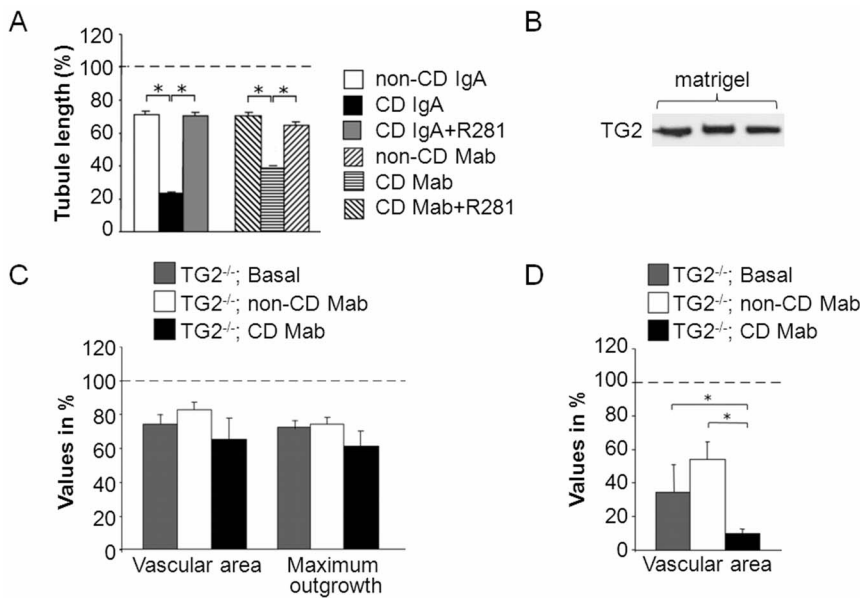 A
Tubule length (%)
120
100
80
60
40
20
0
* * * *
non-CD IgA
CD IgA
CD IgA+R281
non-CD Mab
CD Mab
CD Mab+R281
B
matrigel
TG2
C
TG2-/-; Basal
TG2-/-; non-CD Mab
TG2-/-; CD Mab
Values in %
120
100
80
60
40
20
0
Vascular area
Maximum
outgrowth
D
TG2-/-; Basal
TG2-/-; non-CD Mab
TG2-/-; CD Mab
Values in %
120
100
80
60
40
20
0
*
*
Vascular area